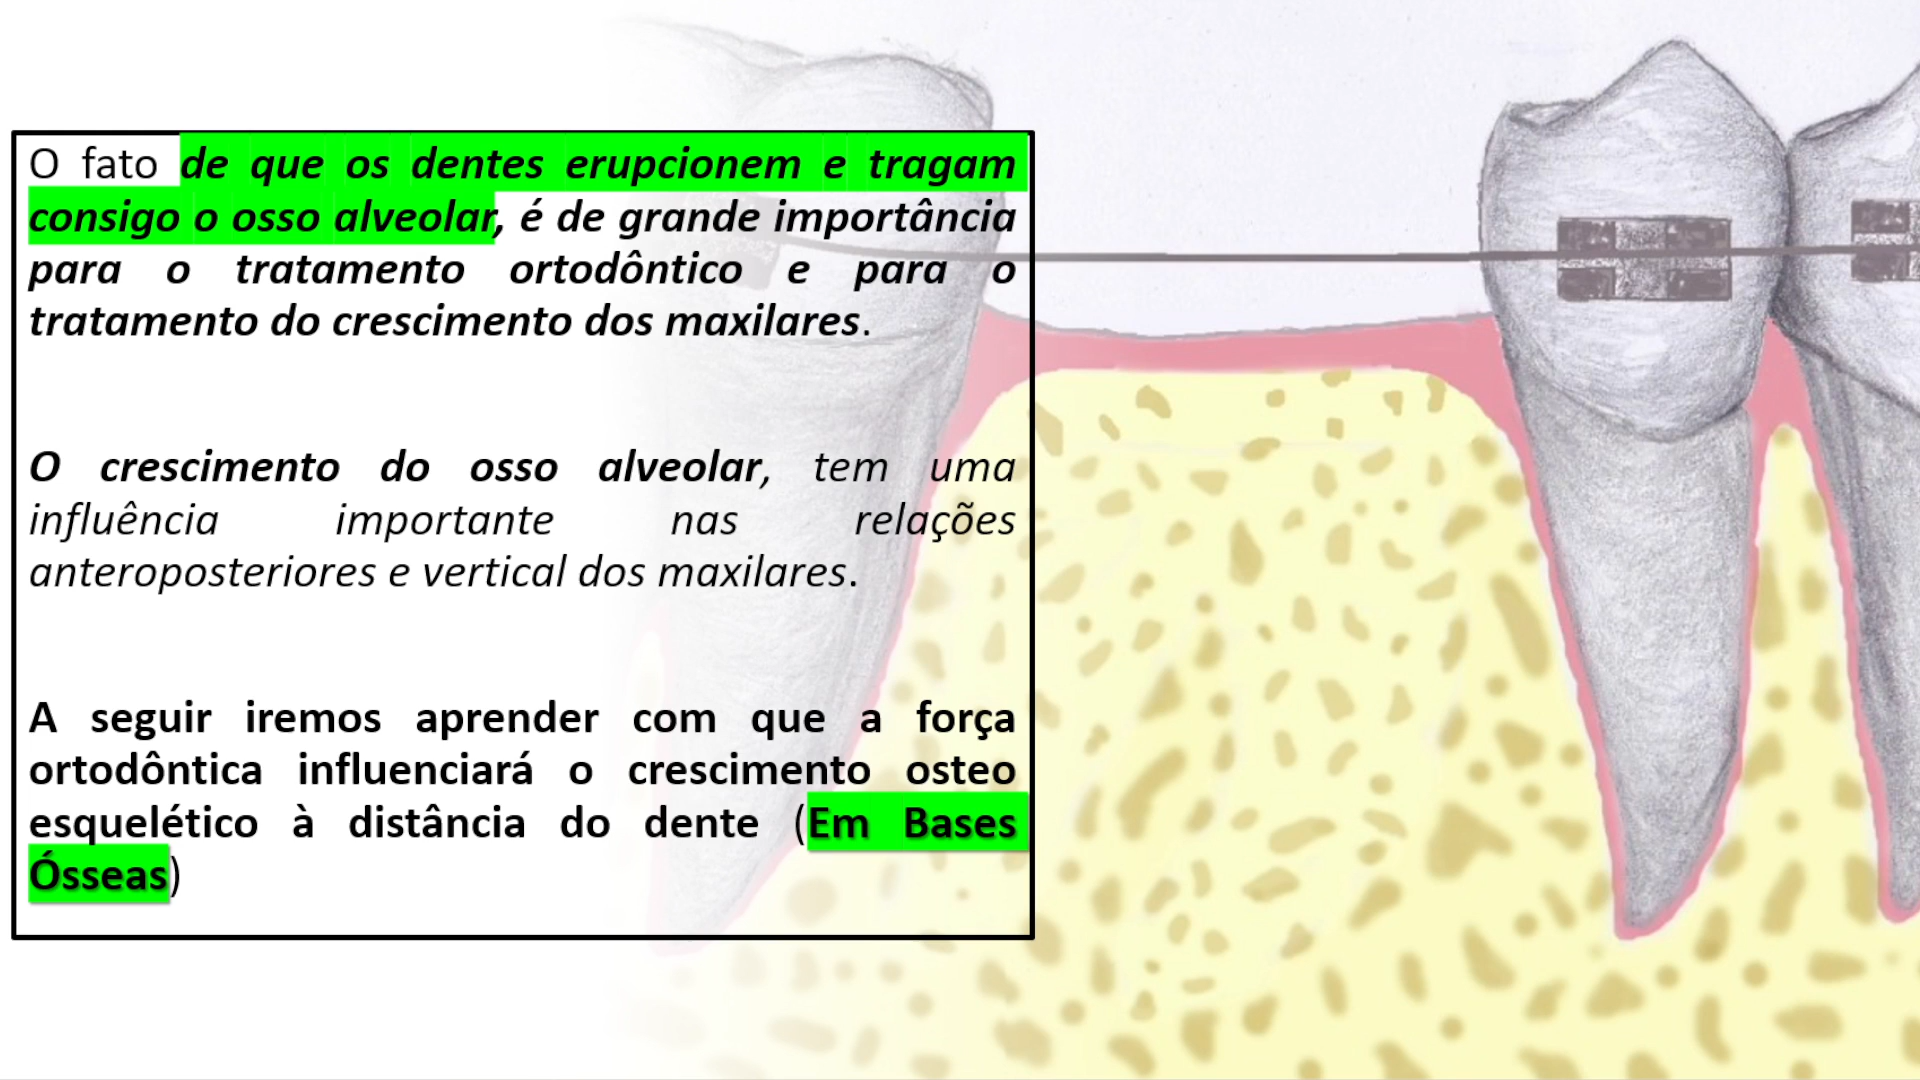 O fato de que os dentes erupcionem e tragam
consigo o osso alveolar, é de grande importância
para o tratamento ortodôntico e para o
tratamento do crescimento dos maxilares.
O crescimento do osso alveolar, tem uma
influência importante nas relações
anteroposteriores e vertical dos maxilares.
A seguir iremos aprender com que a força
ortodôntica influenciará o crescimento osteo
esquelético à distância do dente (Em Bases
Ósseas)